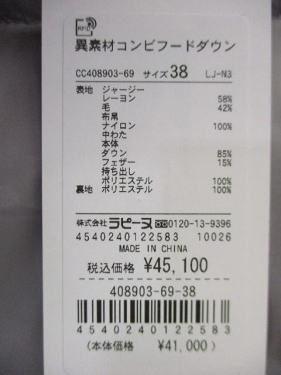 異素材コンビフードダウン
CC408903-69 サイズ 38 LJ-N3
表地 ジャージー
レーヨン 58%
毛 42%
布帛
ナイロン 100%
中わた
本体
ダウン 85%
フェザー 15%
持ち出し
ポリエステル 100%
裏地 ポリエステル 100%
株式会社 ラピーヌ 0120-13-9396
4540240122583 10026
MADE IN CHINA
税込価格 ¥45,100
408903-69-38
4540240122583
(本体価格 ¥41,000)